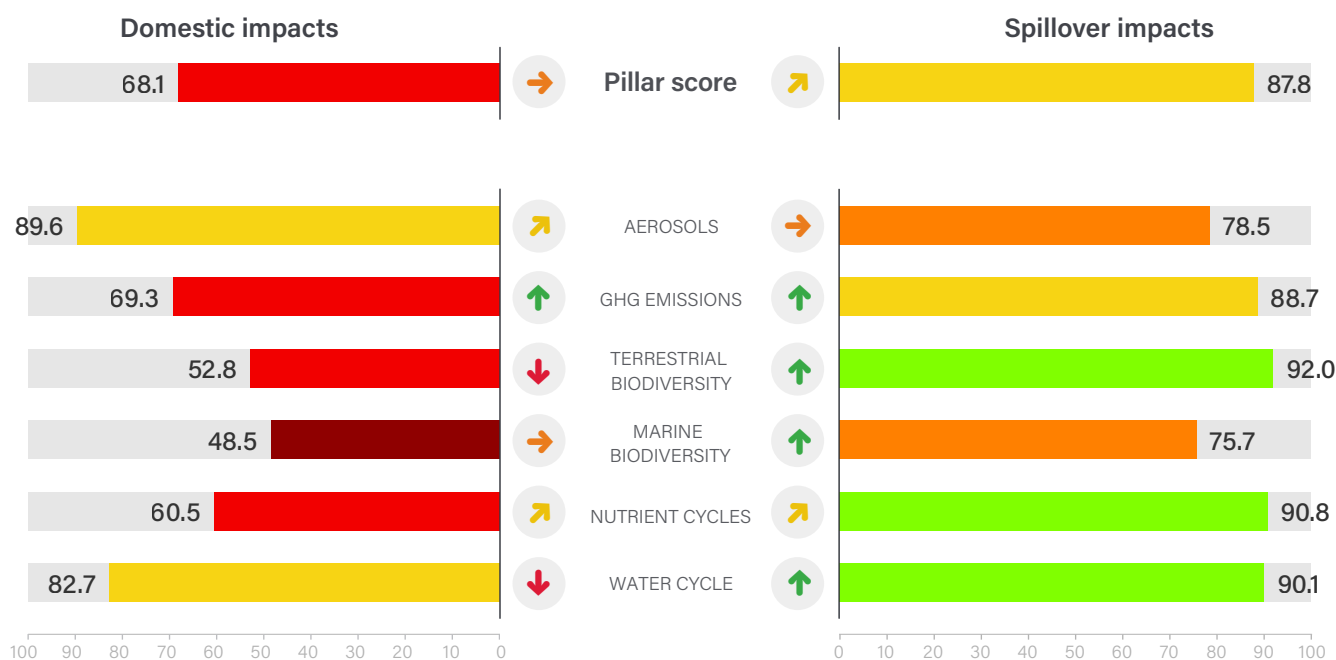 Domestic impacts
Spillover impacts
68.1
Pillar score
87.8
89.6
AEROSOLS
78.5
69.3
GHG EMISSIONS
88.7
52.8
TERRESTRIAL
BIODIVERSITY
92.0
48.5
MARINE
BIODIVERSITY
75.7
60.5
NUTRIENT CYCLES
90.8
82.7
WATER CYCLE
90.1
100 90 80 70 60 50 40 30 20 10 0
0 10 20 30 40 50 60 70 80 90 100